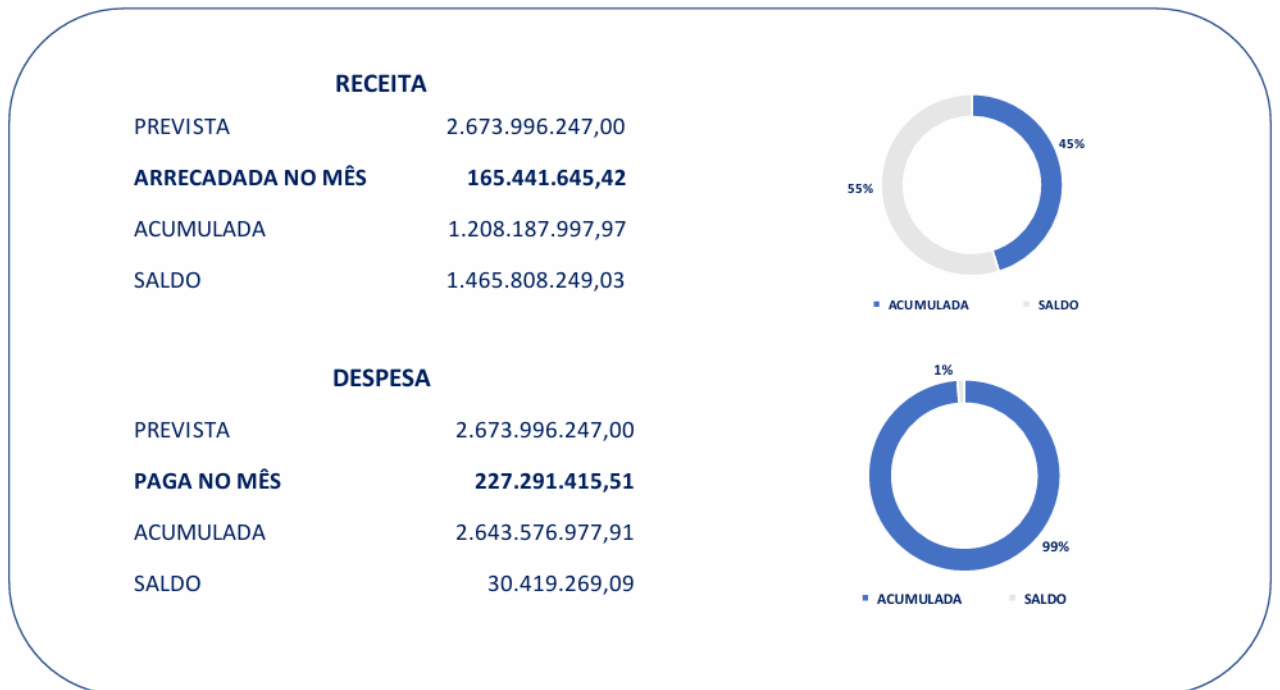 RECEITA
PREVISTA 2.673.996.247,00
ARRECADADA NO MÊS 165.441.645,42
ACUMULADA 1.208.187.997,97
SALDO 1.465.808.249,03
45%
55%
ACUMULADA SALDO
DESPESA
PREVISTA 2.673.996.247,00
PAGA NO MÊS 227.291.415,51
ACUMULADA 2.643.576.977,91
SALDO 30.419.269,09
1%
99%
ACUMULADA SALDO